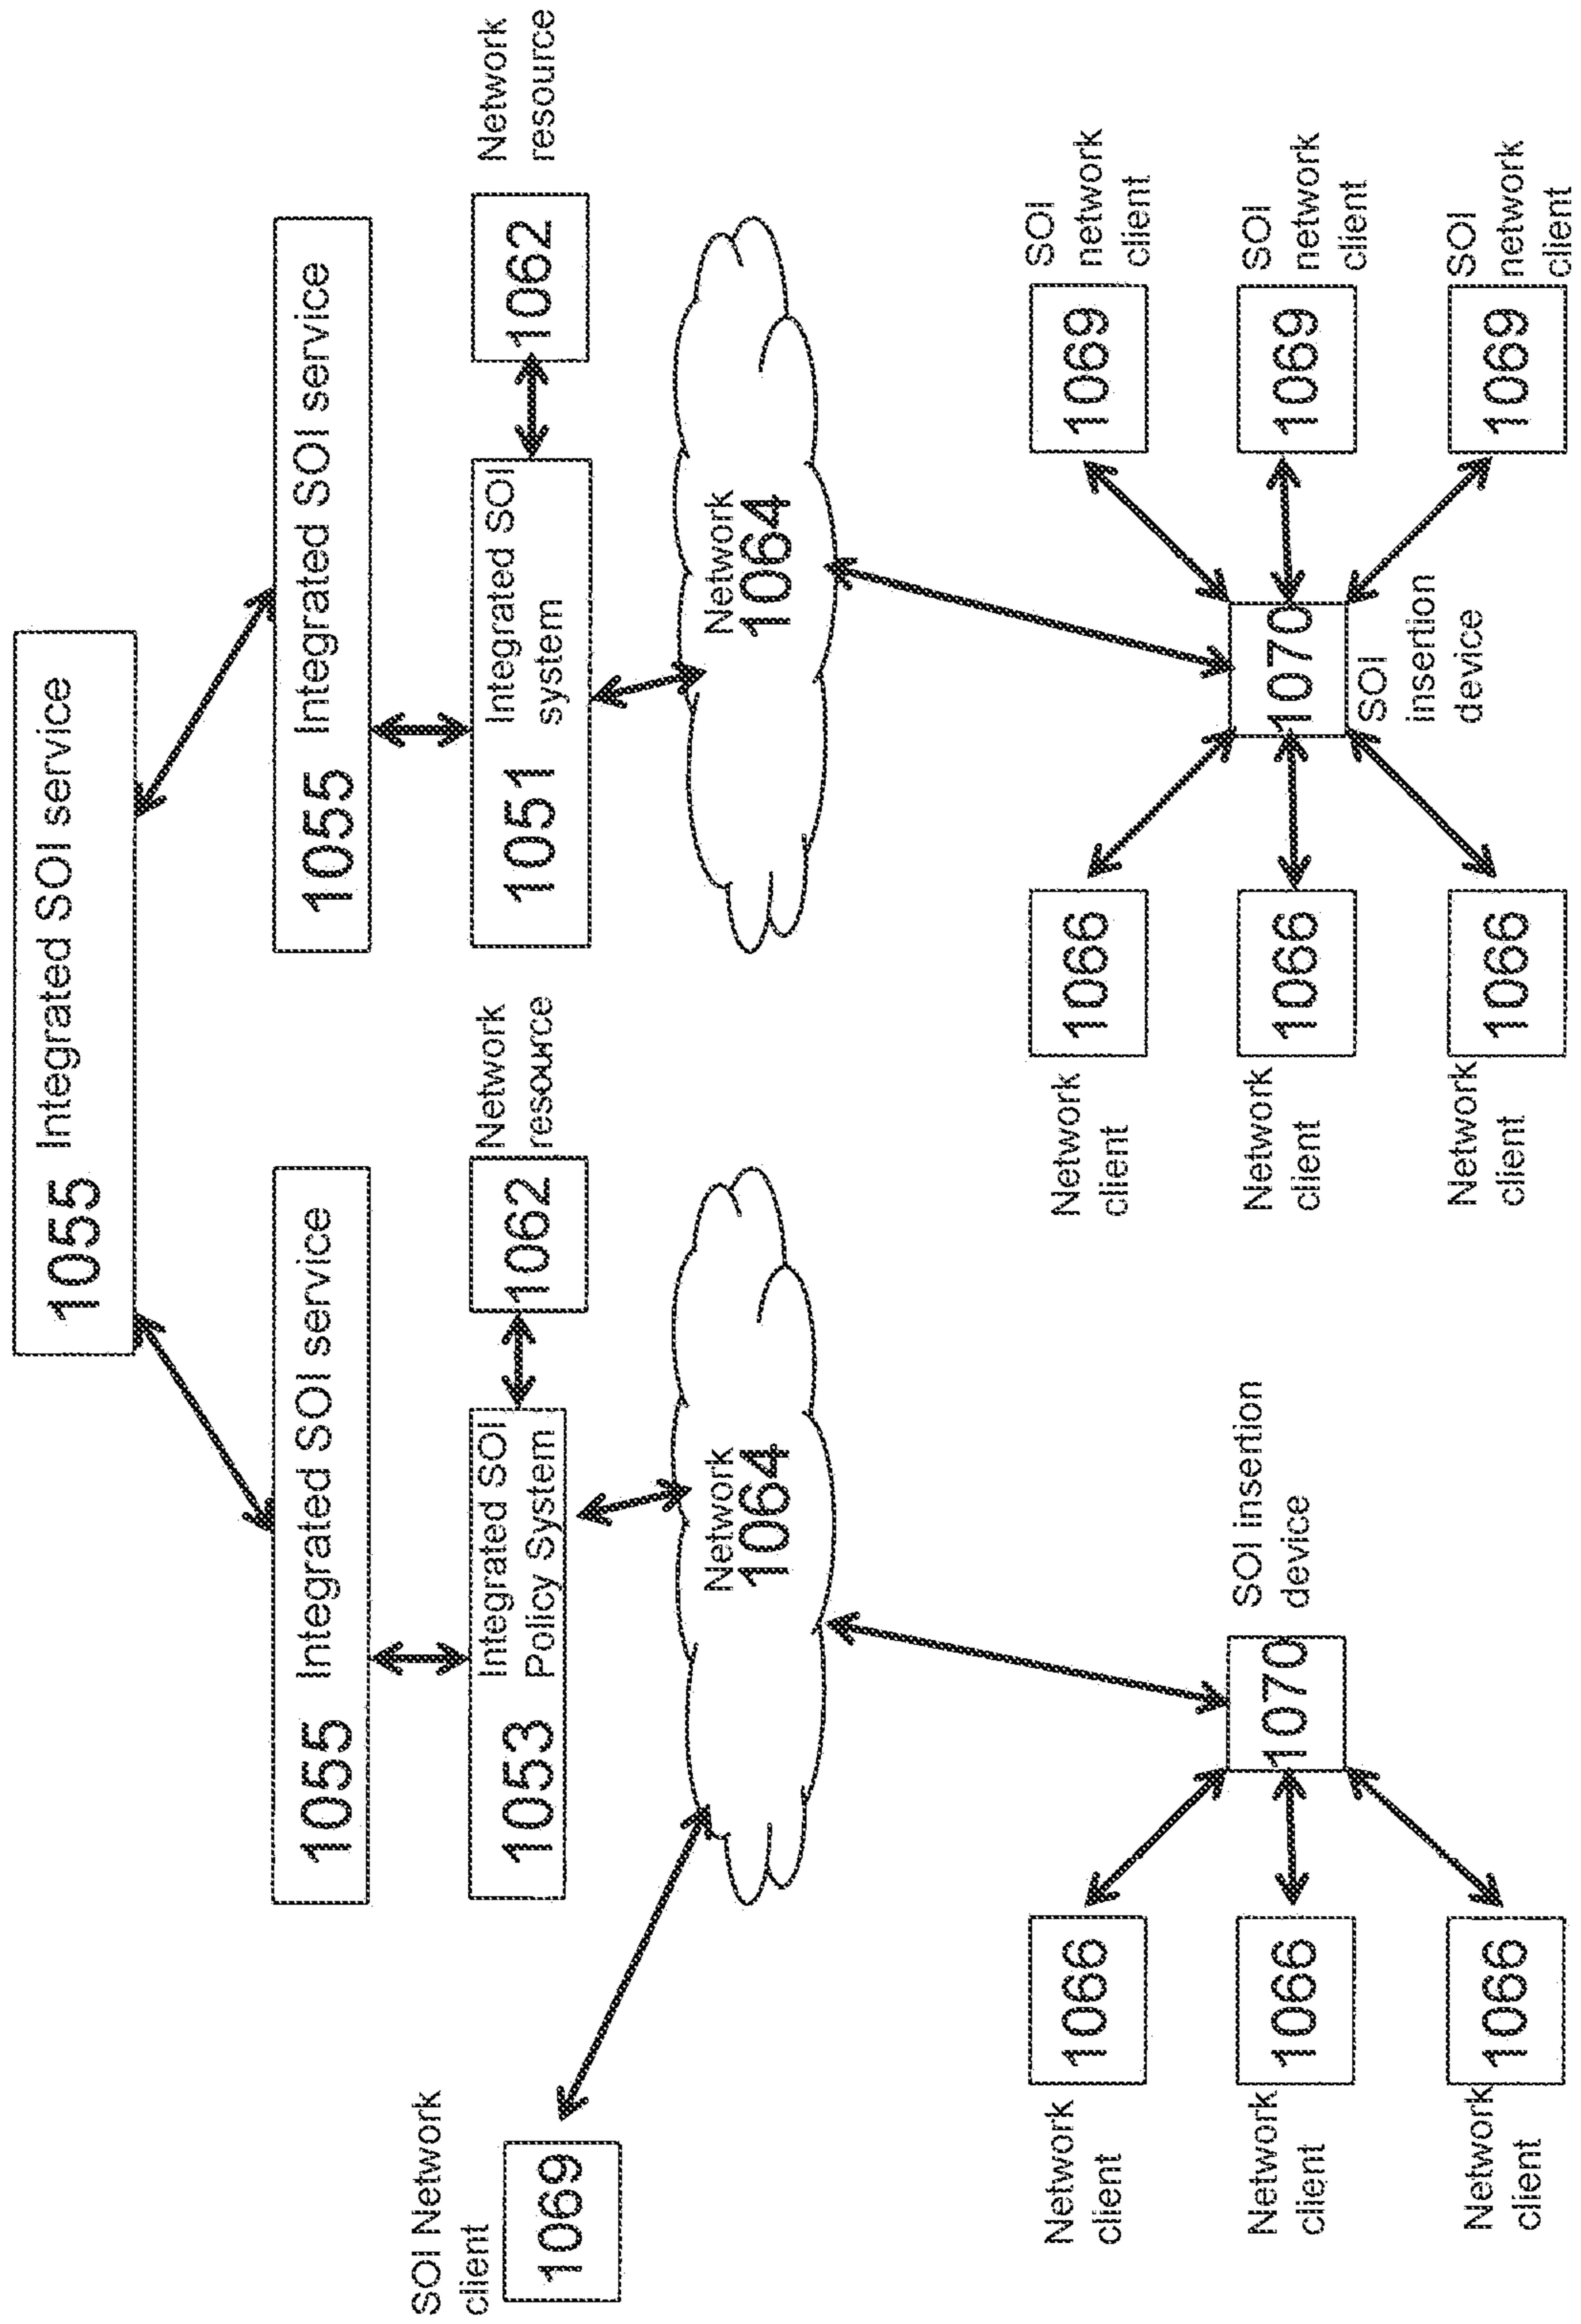 1055 Integrated SOI service
1055 Integrated SOI service
1055 Integrated SOI service
SOI Network
client
1069
1053
Integrated SOI
Policy System
1062
Network
resource
1051
Integrated SOI
system
1062
Network
resource
Network
1064
Network
1064
Network
client
1066
Network
client
1066
Network
client
1066
1070
SOI insertion
device
Network
client
1066
Network
client
1066
Network
client
1066
1070
SOI
insertion
device
1069
SOI
network
client
1069
SOI
network
client
1069
SOI
network
client